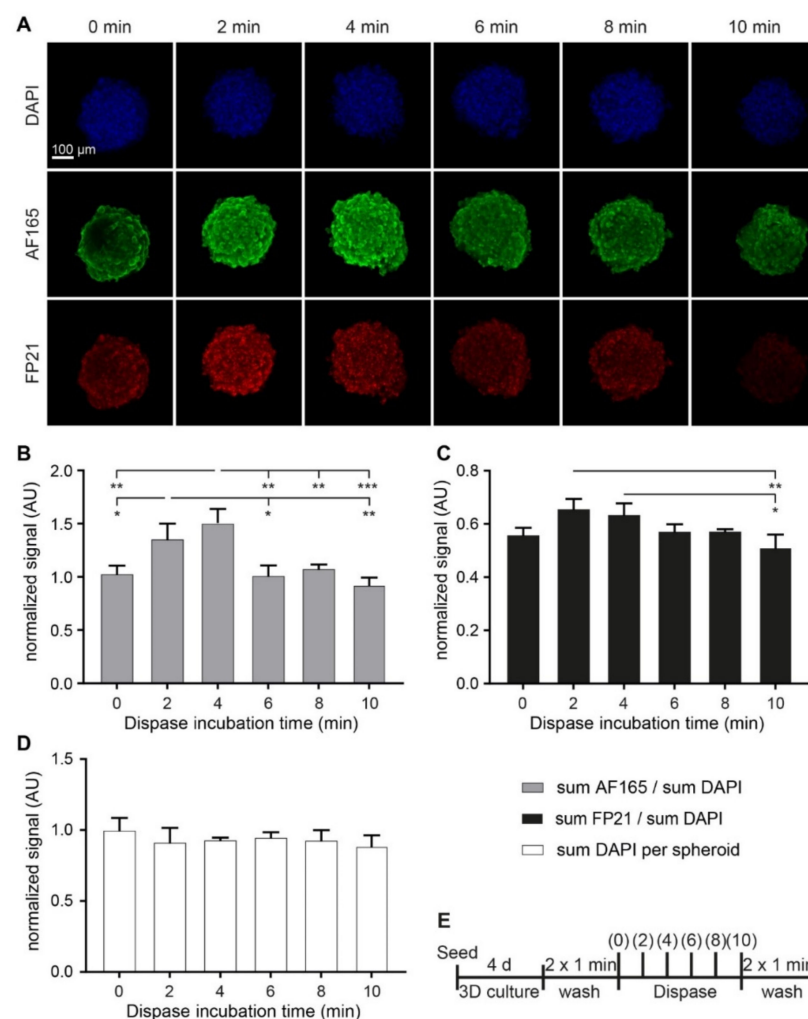 A
0 min 2 min 4 min 6 min 8 min 10 min
DAPI
100 µm
AF165
FP21
B
normalized signal (AU)
2.0
1.5
1.0
0.5
0.0
** ** ** ***
* * **
0 2 4 6 8 10
Dispase incubation time (min)
C
normalized signal (AU)
0.8
0.6
0.4
0.2
0.0
**
*
0 2 4 6 8 10
Dispase incubation time (min)
D
normalized signal (AU)
1.5
1.0
0.5
0.0
0 2 4 6 8 10
Dispase incubation time (min)
sum AF165 / sum DAPI
sum FP21 / sum DAPI
sum DAPI per spheroid
E
Seed (0) (2) (4) (6) (8) (10)
4 d 2 x 1 min 2 x 1 min
3D culture wash Dispase wash